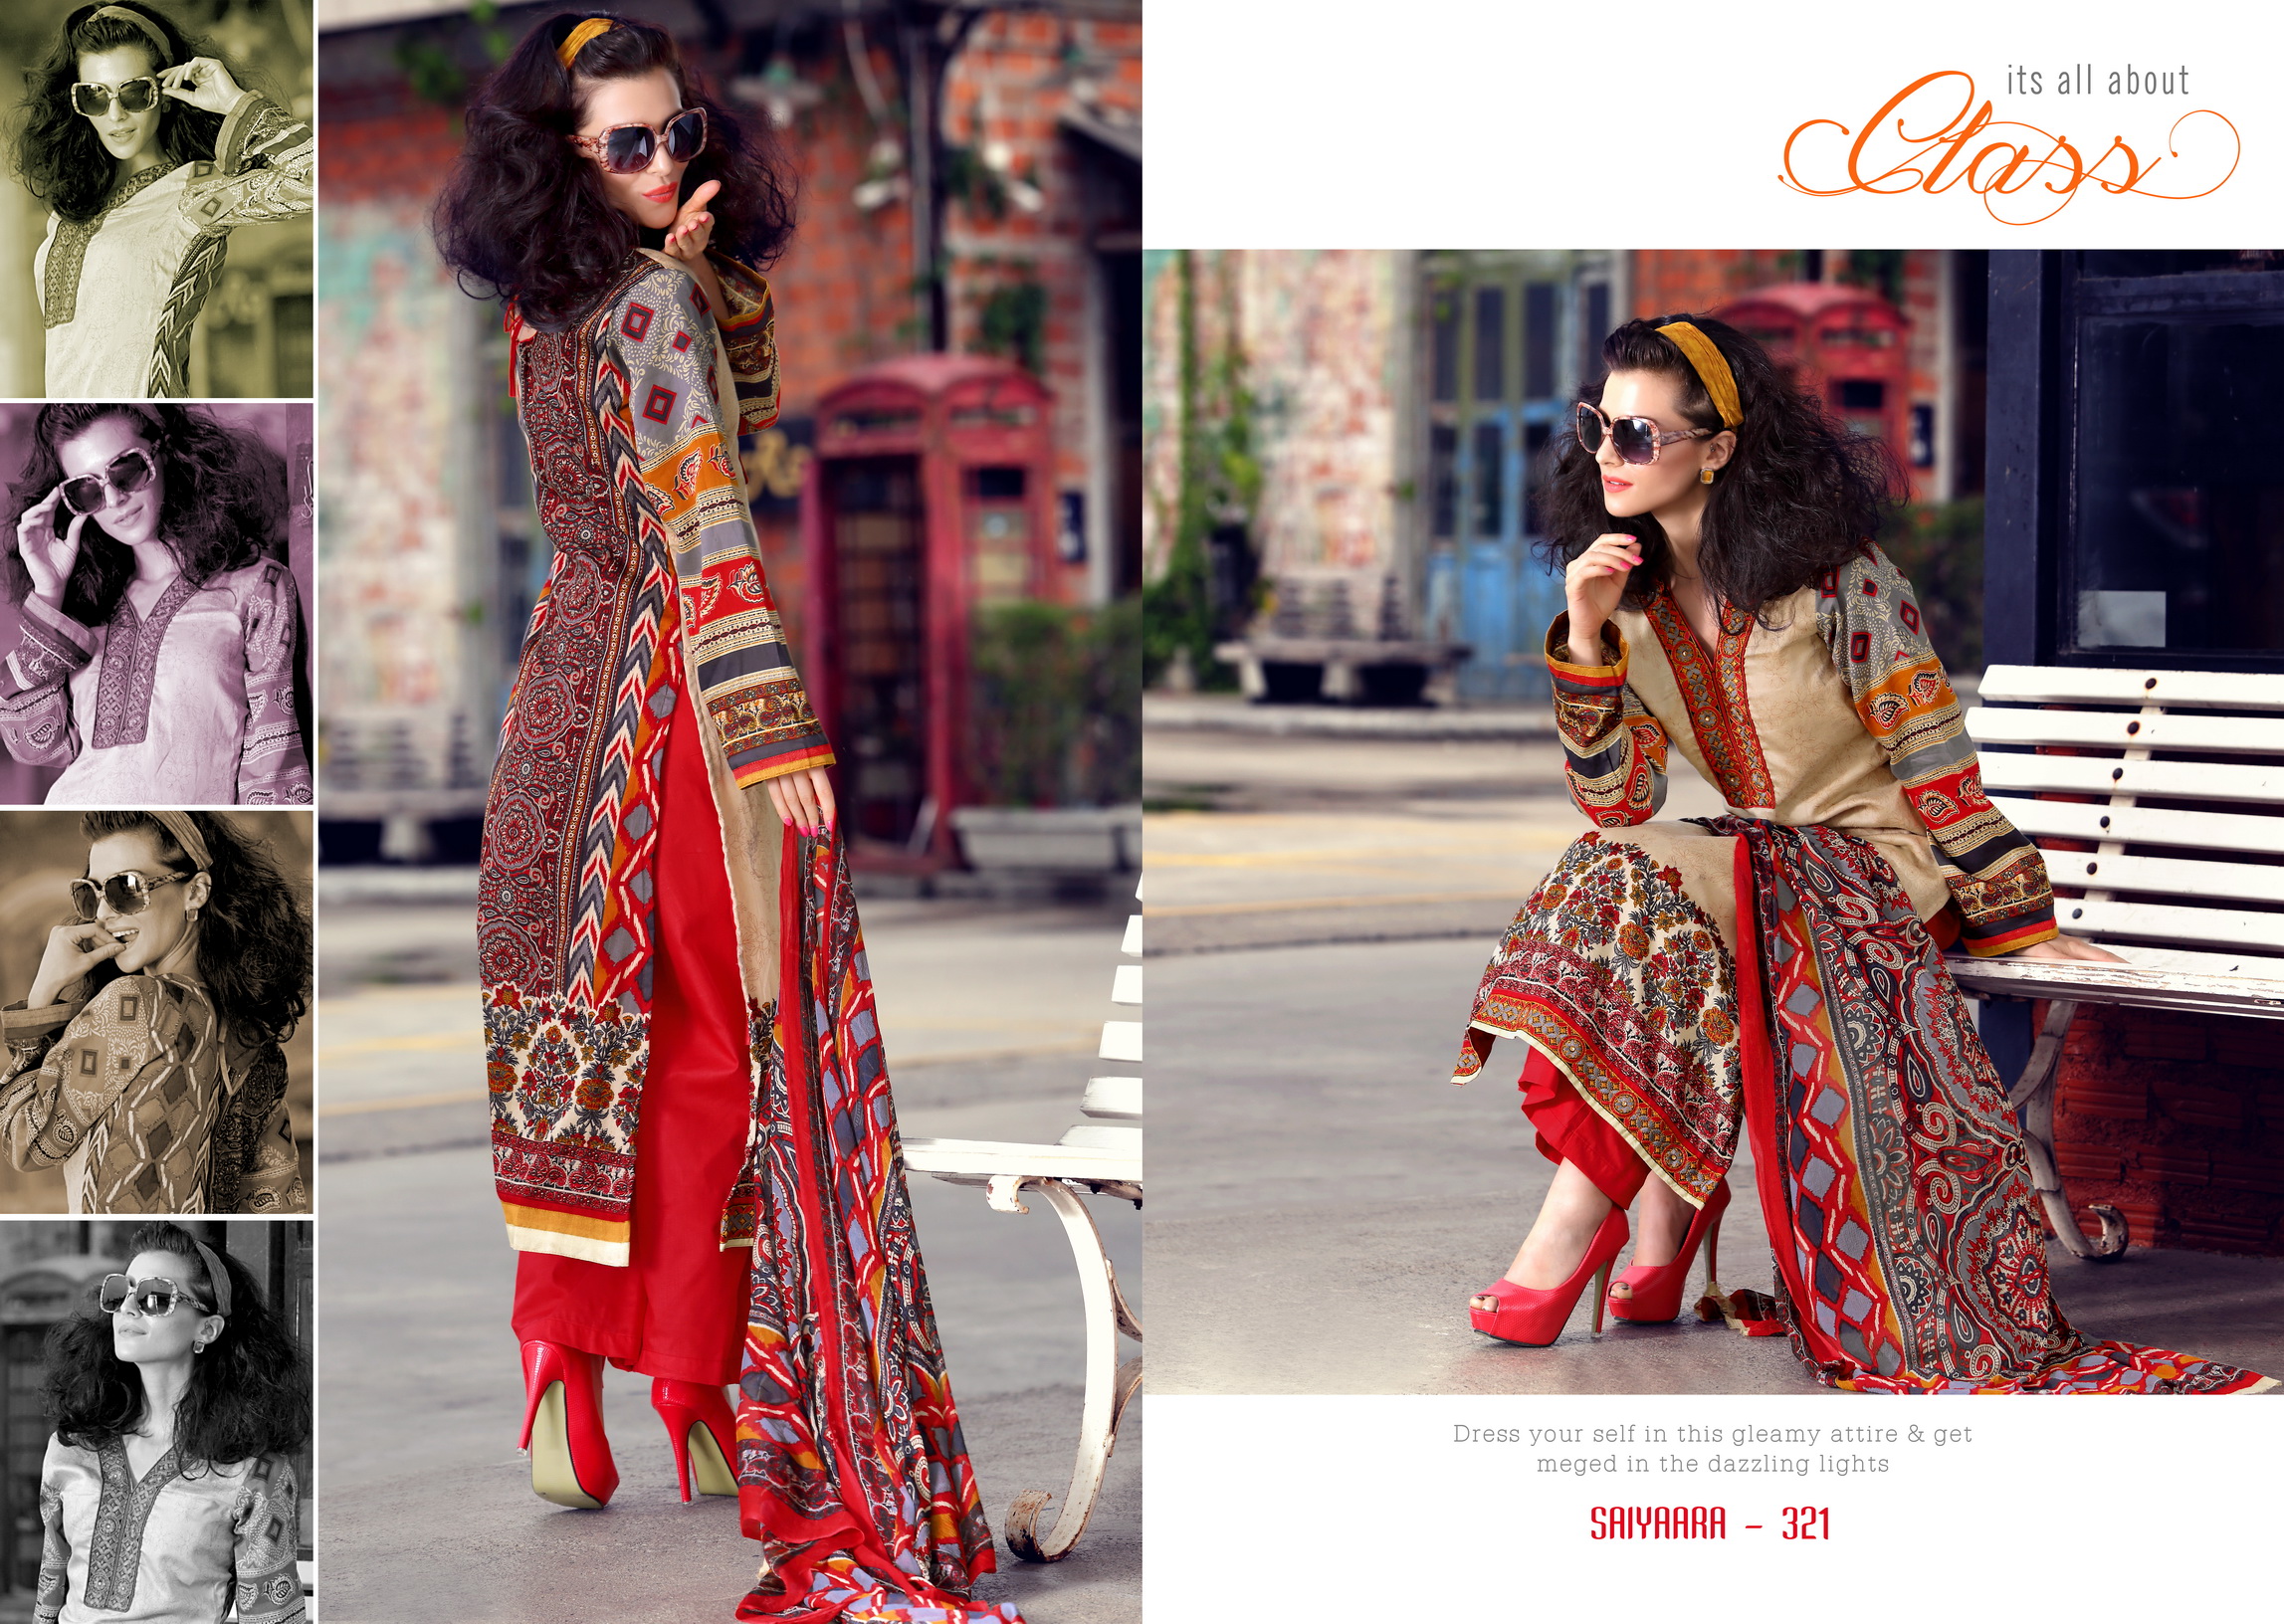 its all about
Class
Dress your self in this gleamy attire & get
meged in the dazzling lights
SAIYAARA - 321